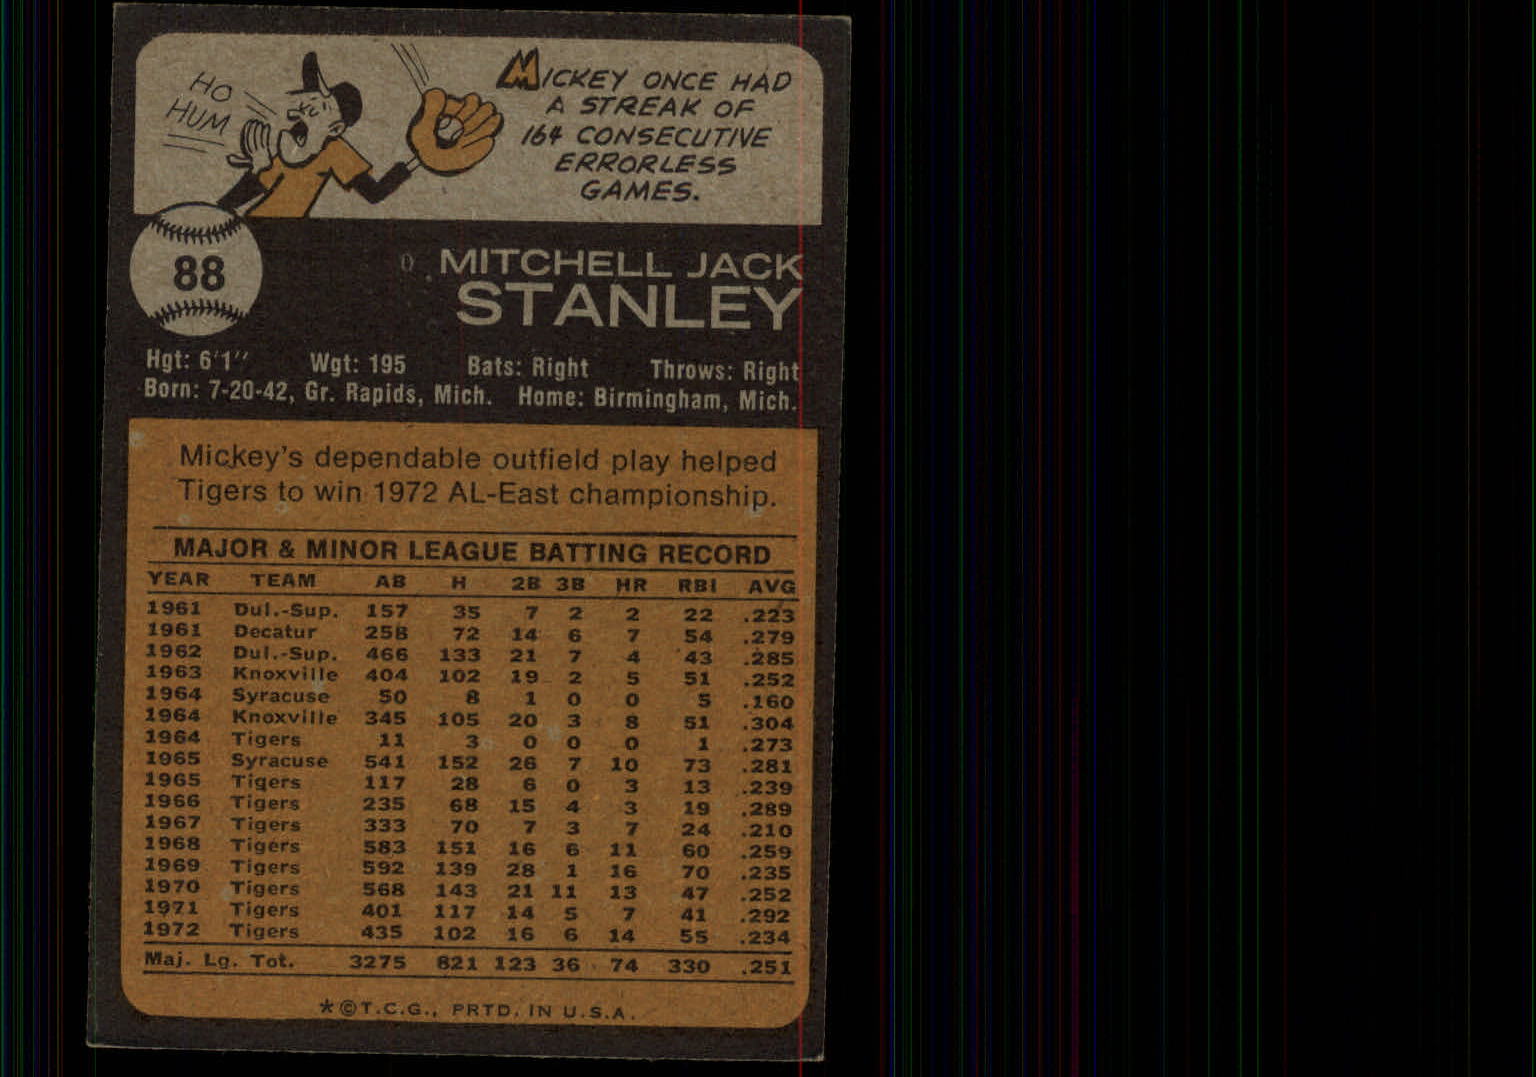 HO
HUM
MICKEY ONCE HAD
A STREAK OF
164 CONSECUTIVE
ERRORLESS
GAMES.
88
MITCHELL JACK
STANLEY
Hgt: 6'1" Wgt: 195 Bats: Right Throws: Right
Born: 7-20-42, Gr. Rapids, Mich. Home: Birmingham, Mich.
Mickey's dependable outfield play helped
Tigers to win 1972 AL-East championship.
MAJOR & MINOR LEAGUE BATTING RECORD
YEAR TEAM AB H 2B 3B HR RBI AVG
1961 Dul.-Sup. 157 35 7 2 2 22 .223
1961 Decatur 258 72 14 6 7 54 .279
1962 Dul.-Sup. 466 133 21 7 4 43 .285
1963 Knoxville 404 102 19 2 5 51 .252
1964 Syracuse 50 8 1 0 0 5 .160
1964 Knoxville 345 105 20 3 8 51 .304
1964 Tigers 11 3 0 0 0 1 .273
1965 Syracuse 541 152 26 7 10 73 .281
1965 Tigers 117 28 6 0 3 13 .239
1966 Tigers 235 68 15 4 3 19 .289
1967 Tigers 333 70 7 3 7 24 .210
1968 Tigers 583 151 16 6 11 60 .259
1969 Tigers 592 139 28 1 16 70 .235
1970 Tigers 568 143 21 11 13 47 .252
1971 Tigers 401 117 14 5 7 41 .292
1972 Tigers 435 102 16 6 14 55 .234
Maj. Lg. Tot. 3275 821 123 36 74 330 .251
*©T.C.G., PRTD. IN U.S.A.